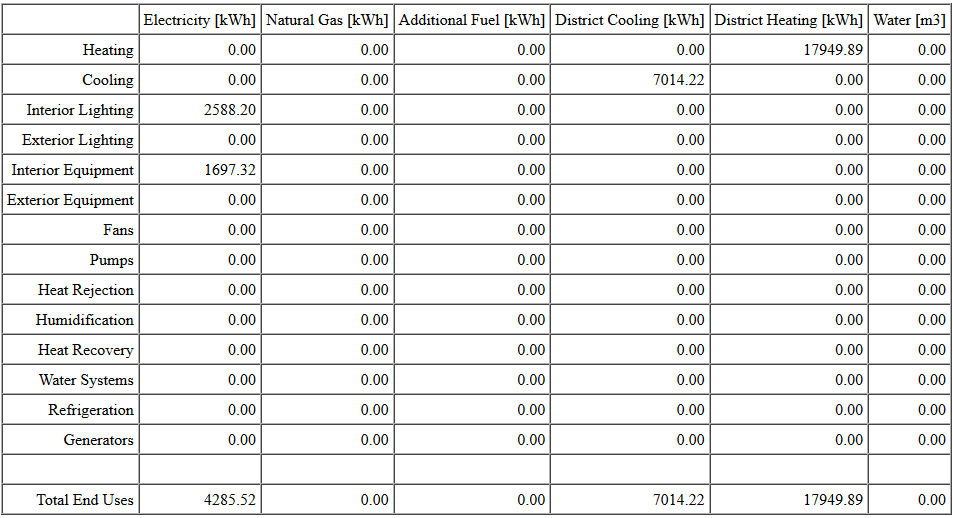 Electricity [kWh] Natural Gas [kWh] Additional Fuel [kWh] District Cooling [kWh] District Heating [kWh] Water [m3]
Heating 0.00 0.00 0.00 0.00 17949.89 0.00
Cooling 0.00 0.00 0.00 7014.22 0.00 0.00
Interior Lighting 2588.20 0.00 0.00 0.00 0.00 0.00
Exterior Lighting 0.00 0.00 0.00 0.00 0.00 0.00
Interior Equipment 1697.32 0.00 0.00 0.00 0.00 0.00
Exterior Equipment 0.00 0.00 0.00 0.00 0.00 0.00
Fans 0.00 0.00 0.00 0.00 0.00 0.00
Pumps 0.00 0.00 0.00 0.00 0.00 0.00
Heat Rejection 0.00 0.00 0.00 0.00 0.00 0.00
Humidification 0.00 0.00 0.00 0.00 0.00 0.00
Heat Recovery 0.00 0.00 0.00 0.00 0.00 0.00
Water Systems 0.00 0.00 0.00 0.00 0.00 0.00
Refrigeration 0.00 0.00 0.00 0.00 0.00 0.00
Generators 0.00 0.00 0.00 0.00 0.00 0.00
Total End Uses 4285.52 0.00 0.00 7014.22 17949.89 0.00